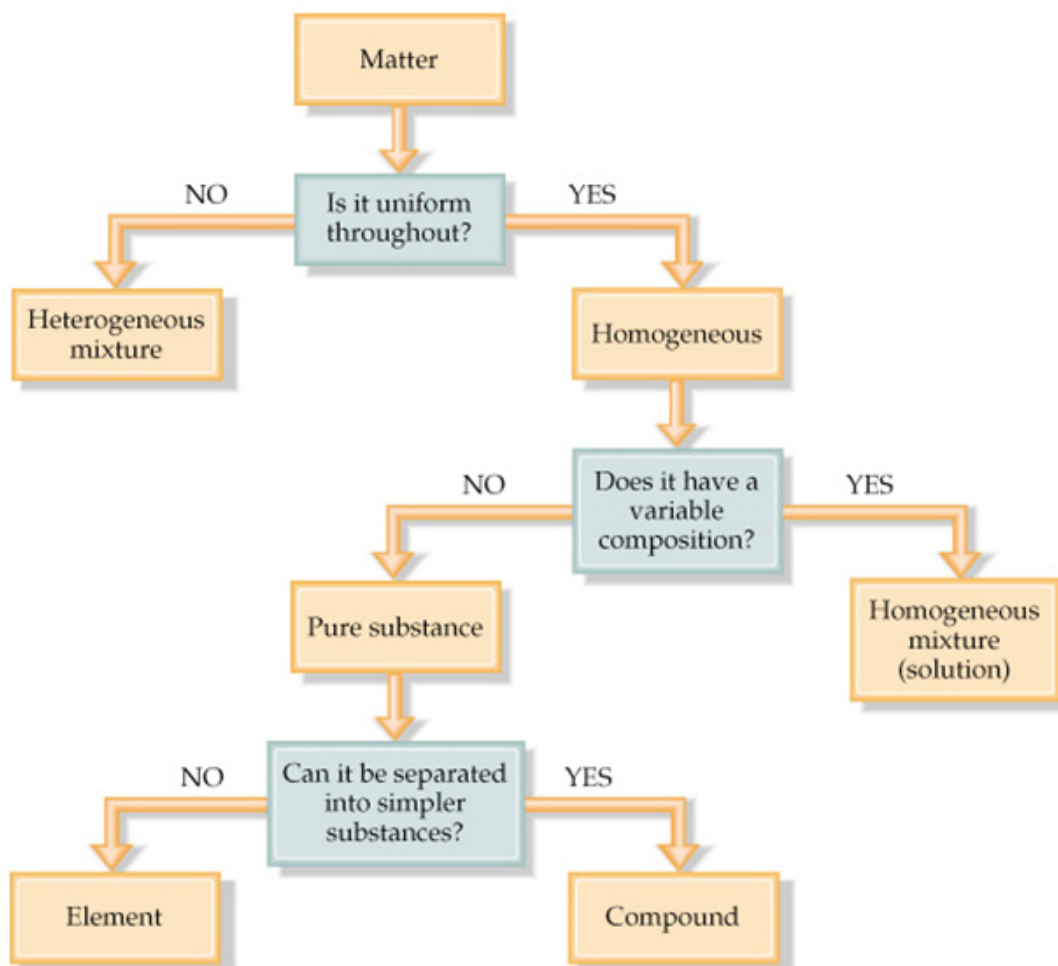 Matter
NO
Is it uniform
throughout?
YES
Heterogeneous
mixture
Homogeneous
NO
Does it have a
variable
composition?
YES
Pure substance
Homogeneous
mixture
(solution)
NO
Can it be separated
into simpler
substances?
YES
Element
Compound